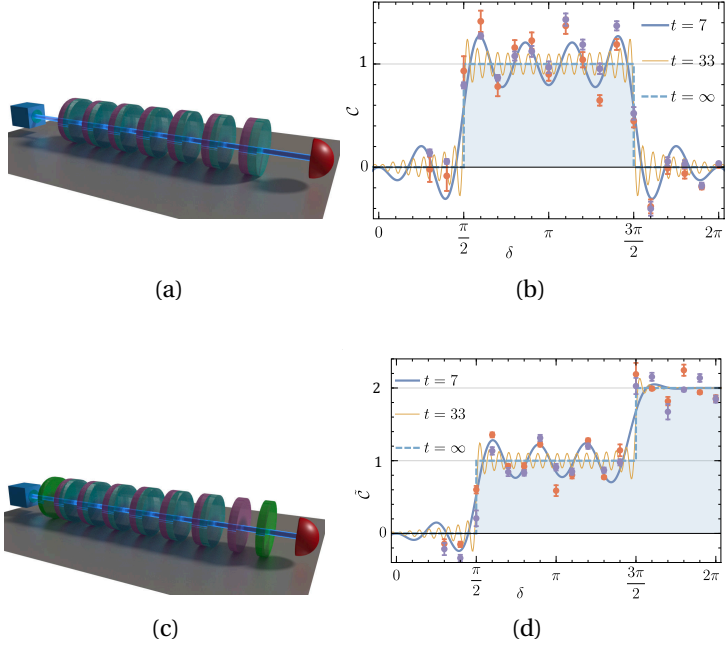 (a)
1
0
C
0
π/2
π
3π/2
2π
δ
t = 7
t = 33
t = ∞
(b)
(c)
2
1
0
C̄
0
π/2
π
3π/2
2π
δ
t = 7
t = 33
t = ∞
(d)